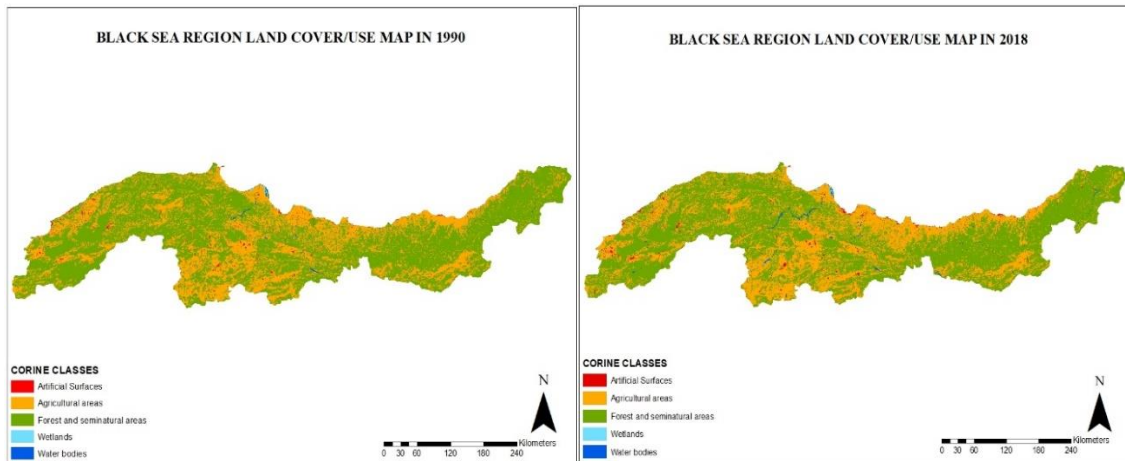 BLACK SEA REGION LAND COVER/USE MAP IN 1990
CORINE CLASSES
Artificial Surfaces
Agricultural areas
Forest and seminatural areas
Wetlands
Water bodies
N
Kilometers
0 30 60 120 180 240
BLACK SEA REGION LAND COVER/USE MAP IN 2018
CORINE CLASSES
Artificial Surfaces
Agricultural areas
Forest and seminatural areas
Wetlands
Water bodies
N
Kilometers
0 30 60 120 180 240